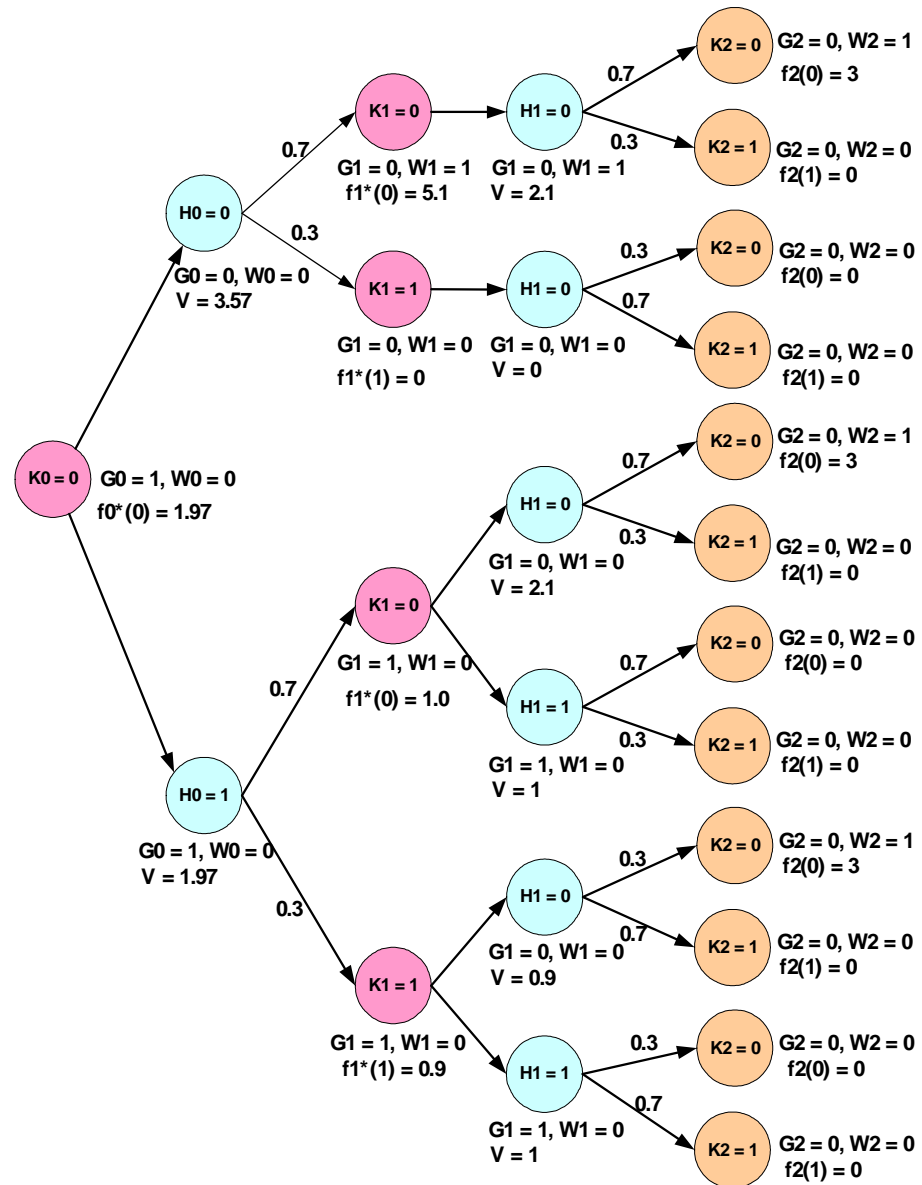 K2 = 0
G2 = 0, W2 = 1
f2(0) = 3
0.7
K1 = 0
H1 = 0
0.3
K2 = 1
G2 = 0, W2 = 0
f2(1) = 0
0.7
G1 = 0, W1 = 1
f1*(0) = 5.1
G1 = 0, W1 = 1
V = 2.1
H0 = 0
0.3
G0 = 0, W0 = 0
V = 3.57
K2 = 0
G2 = 0, W2 = 0
f2(0) = 0
0.3
K1 = 1
H1 = 0
0.7
G1 = 0, W1 = 0
f1*(1) = 0
G1 = 0, W1 = 0
V = 0
K2 = 1
G2 = 0, W2 = 0
f2(1) = 0
K2 = 0
G2 = 0, W2 = 1
f2(0) = 3
0.7
K0 = 0
G0 = 1, W0 = 0
f0*(0) = 1.97
H1 = 0
0.3
K2 = 1
G2 = 0, W2 = 0
f2(1) = 0
G1 = 0, W1 = 0
V = 2.1
K1 = 0
G1 = 1, W1 = 0
f1*(0) = 1.0
0.7
K2 = 0
G2 = 0, W2 = 0
f2(0) = 0
0.7
H1 = 1
0.3
K2 = 1
G2 = 0, W2 = 0
f2(1) = 0
G1 = 1, W1 = 0
V = 1
H0 = 1
G0 = 1, W0 = 0
V = 1.97
0.3
K2 = 0
G2 = 0, W2 = 1
f2(0) = 3
0.3
H1 = 0
0.7
K2 = 1
G2 = 0, W2 = 0
f2(1) = 0
G1 = 0, W1 = 0
V = 0.9
K1 = 1
G1 = 1, W1 = 0
f1*(1) = 0.9
K2 = 0
G2 = 0, W2 = 0
f2(0) = 0
0.3
H1 = 1
0.7
G1 = 1, W1 = 0
V = 1
K2 = 1
G2 = 0, W2 = 0
f2(1) = 0